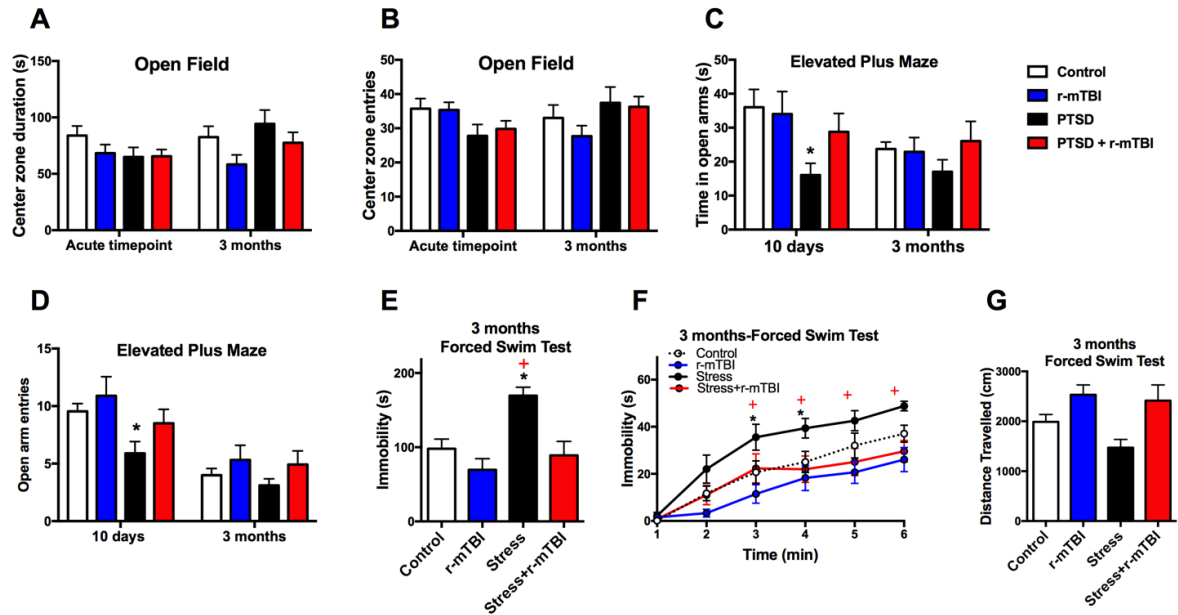 A
Open Field
Center zone duration (s)
150
100
50
0
Acute timepoint
3 months
B
Open Field
Center zone entries
50
40
30
20
10
0
Acute timepoint
3 months
C
Elevated Plus Maze
Time in open arms (s)
50
40
30
20
10
0
*
10 days
3 months
Control
r-mTBI
PTSD
PTSD + r-mTBI
D
Elevated Plus Maze
Open arm entries
15
10
5
0
*
10 days
3 months
E
3 months
Forced Swim Test
Immobility (s)
200
100
0
+
*
Control
r-mTBI
Stress
Stress+r-mTBI
F
3 months-Forced Swim Test
Control
r-mTBI
Stress
Stress+r-mTBI
Immobility (s)
60
40
20
0
+ + + +
* *
1 2 3 4 5 6
Time (min)
G
3 months
Forced Swim Test
Distance Travelled (cm)
3000
2000
1000
0
Control
r-mTBI
Stress
Stress+r-mTBI